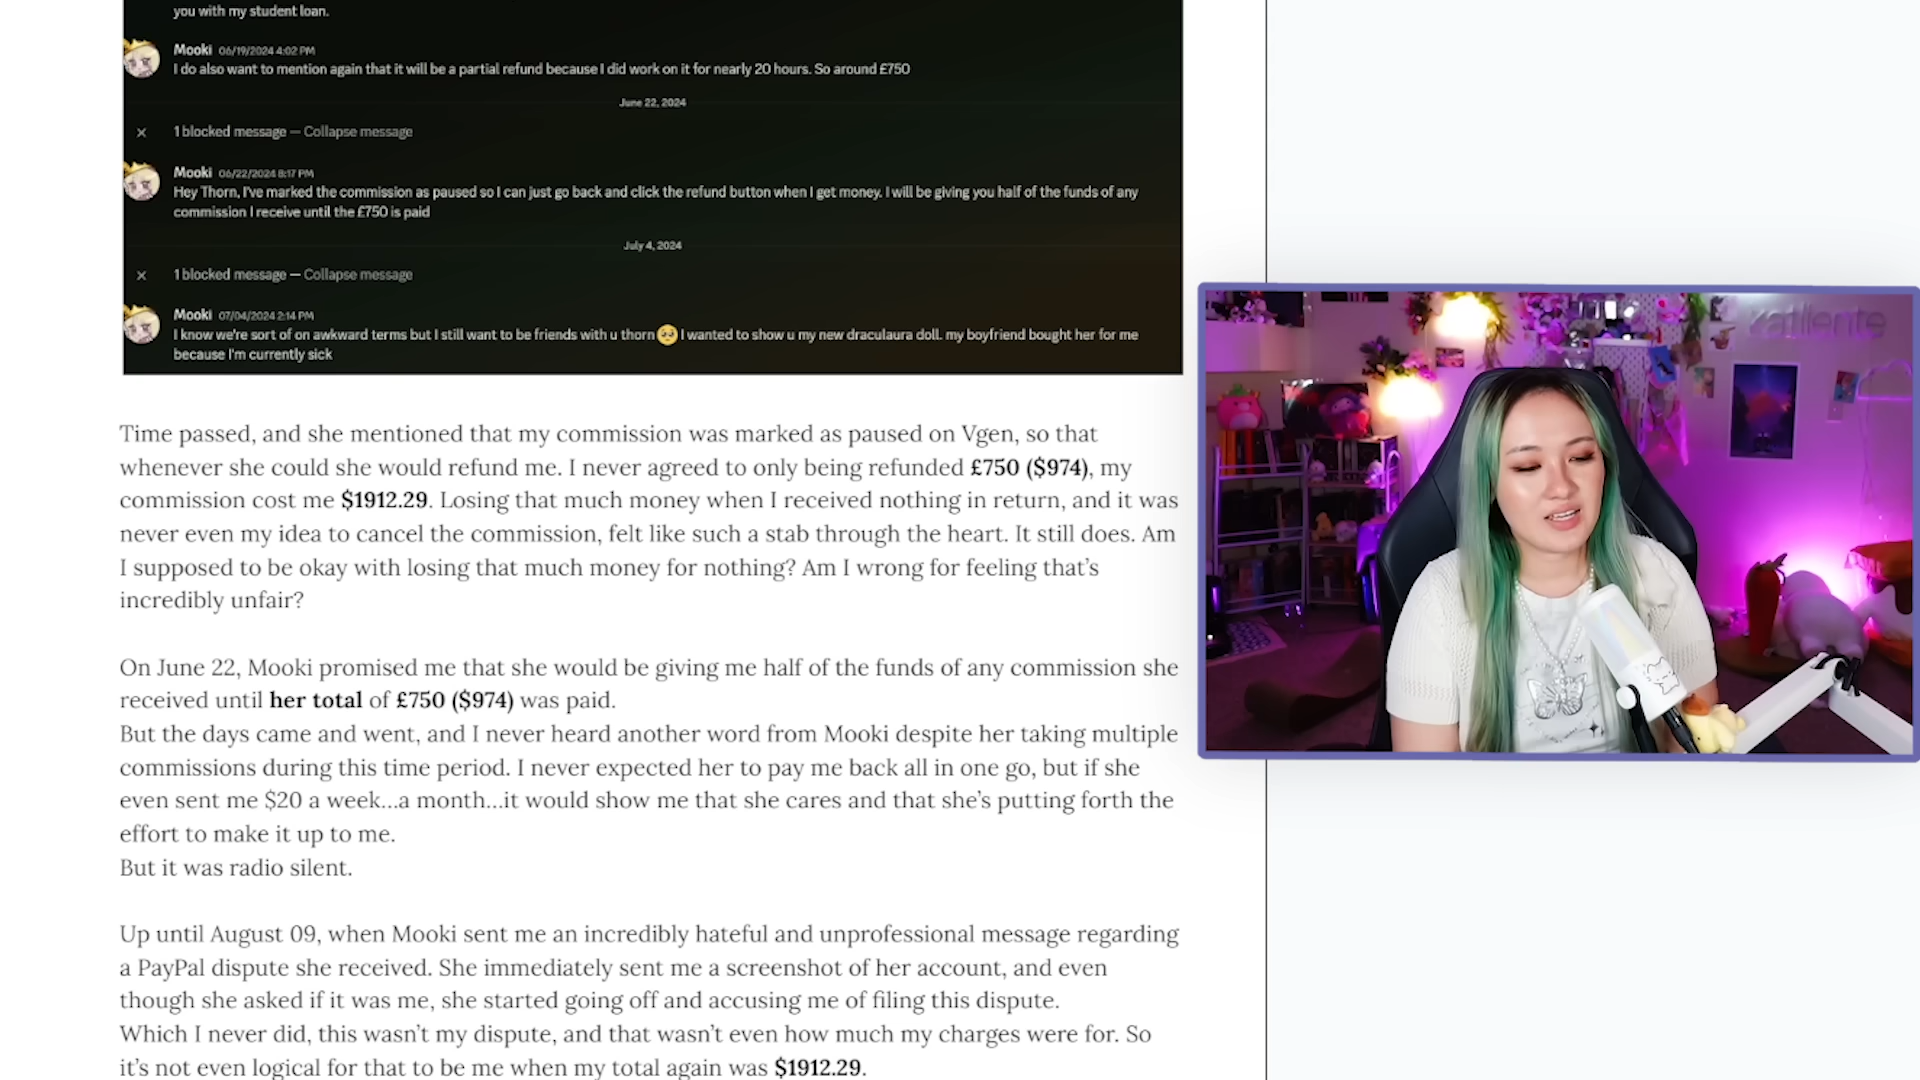 you with my student loan.
Mooki 06/19/2024 4:02 PM
I do also want to mention again that it will be a partial refund because I did work on it for nearly 20 hours. So around £750
June 22, 2024
1 blocked message — Collapse message
Mooki 06/22/2024 8:17 PM
Hey Thorn, I've marked the commission as paused so I can just go back and click the refund button when I get money. I will be giving you half of the funds of any
commission I receive until the £750 is paid
July 4, 2024
1 blocked message — Collapse message
Mooki 07/04/2024 2:14 PM
I know we're sort of on awkward terms but I still want to be friends with u thorn 🥺 I wanted to show u my new draculaura doll. my boyfriend bought her for me
because I'm currently sick
Time passed, and she mentioned that my commission was marked as paused on Vgen, so that
whenever she could she would refund me. I never agreed to only being refunded £750 ($974), my
commission cost me $1912.29. Losing that much money when I received nothing in return, and it was
never even my idea to cancel the commission, felt like such a stab through the heart. It still does. Am
I supposed to be okay with losing that much money for nothing? Am I wrong for feeling that's
incredibly unfair?
On June 22, Mooki promised me that she would be giving me half of the funds of any commission she
received until her total of £750 ($974) was paid.
But the days came and went, and I never heard another word from Mooki despite her taking multiple
commissions during this time period. I never expected her to pay me back all in one go, but if she
even sent me $20 a week...a month...it would show me that she cares and that she's putting forth the
effort to make it up to me.
But it was radio silent.
Up until August 09, when Mooki sent me an incredibly hateful and unprofessional message regarding
a PayPal dispute she received. She immediately sent me a screenshot of her account, and even
though she asked if it was me, she started going off and accusing me of filing this dispute.
Which I never did, this wasn't my dispute, and that wasn't even how much my charges were for. So
it's not even logical for that to be me when my total again was $1912.29.